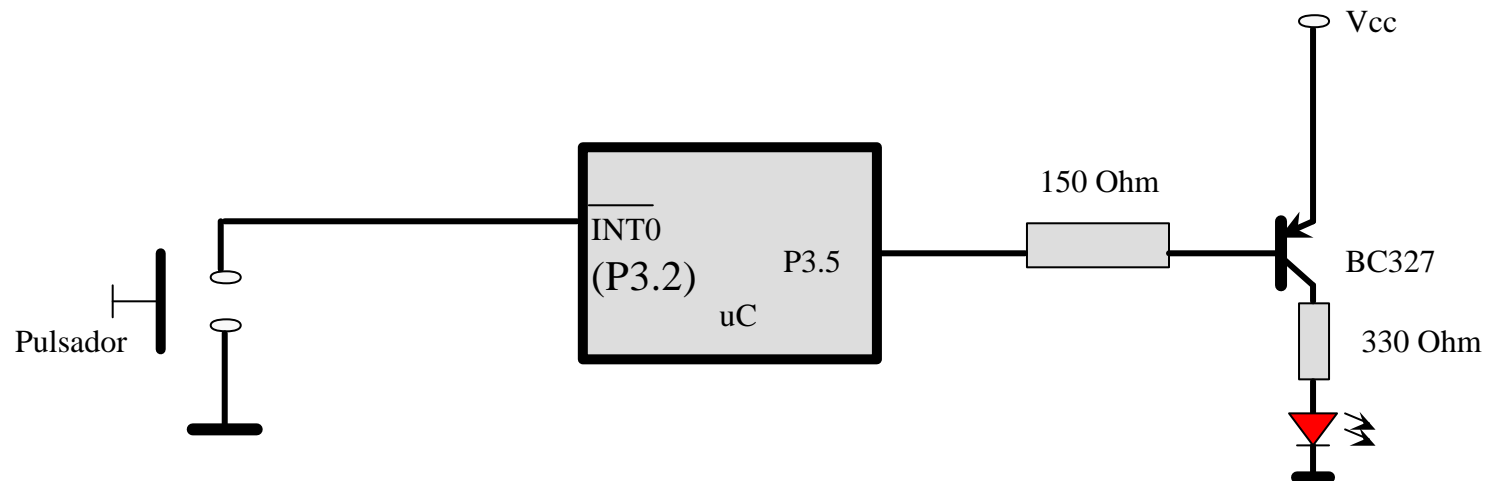 Vcc
150 Ohm
INT0
(P3.2)
P3.5
uC
BC327
Pulsador
330 Ohm